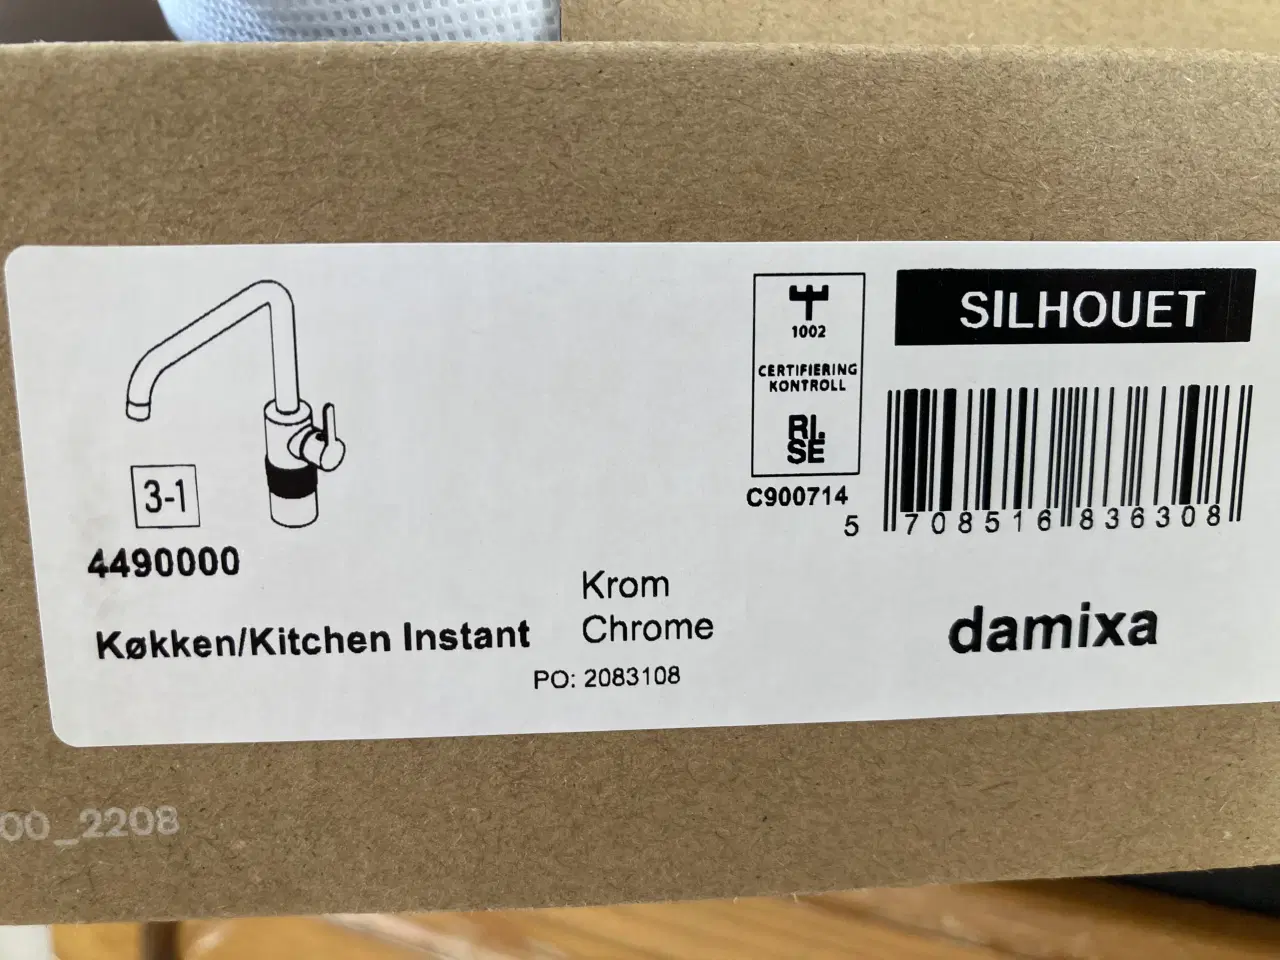 SILHOUET
1002
CERTIFIERING
KONTROLL
RI.
SE
C900714
5 708516 836308
3-1
4490000
Køkken/Kitchen Instant
Krom
Chrome
PO: 2083108
damixa
00_2208